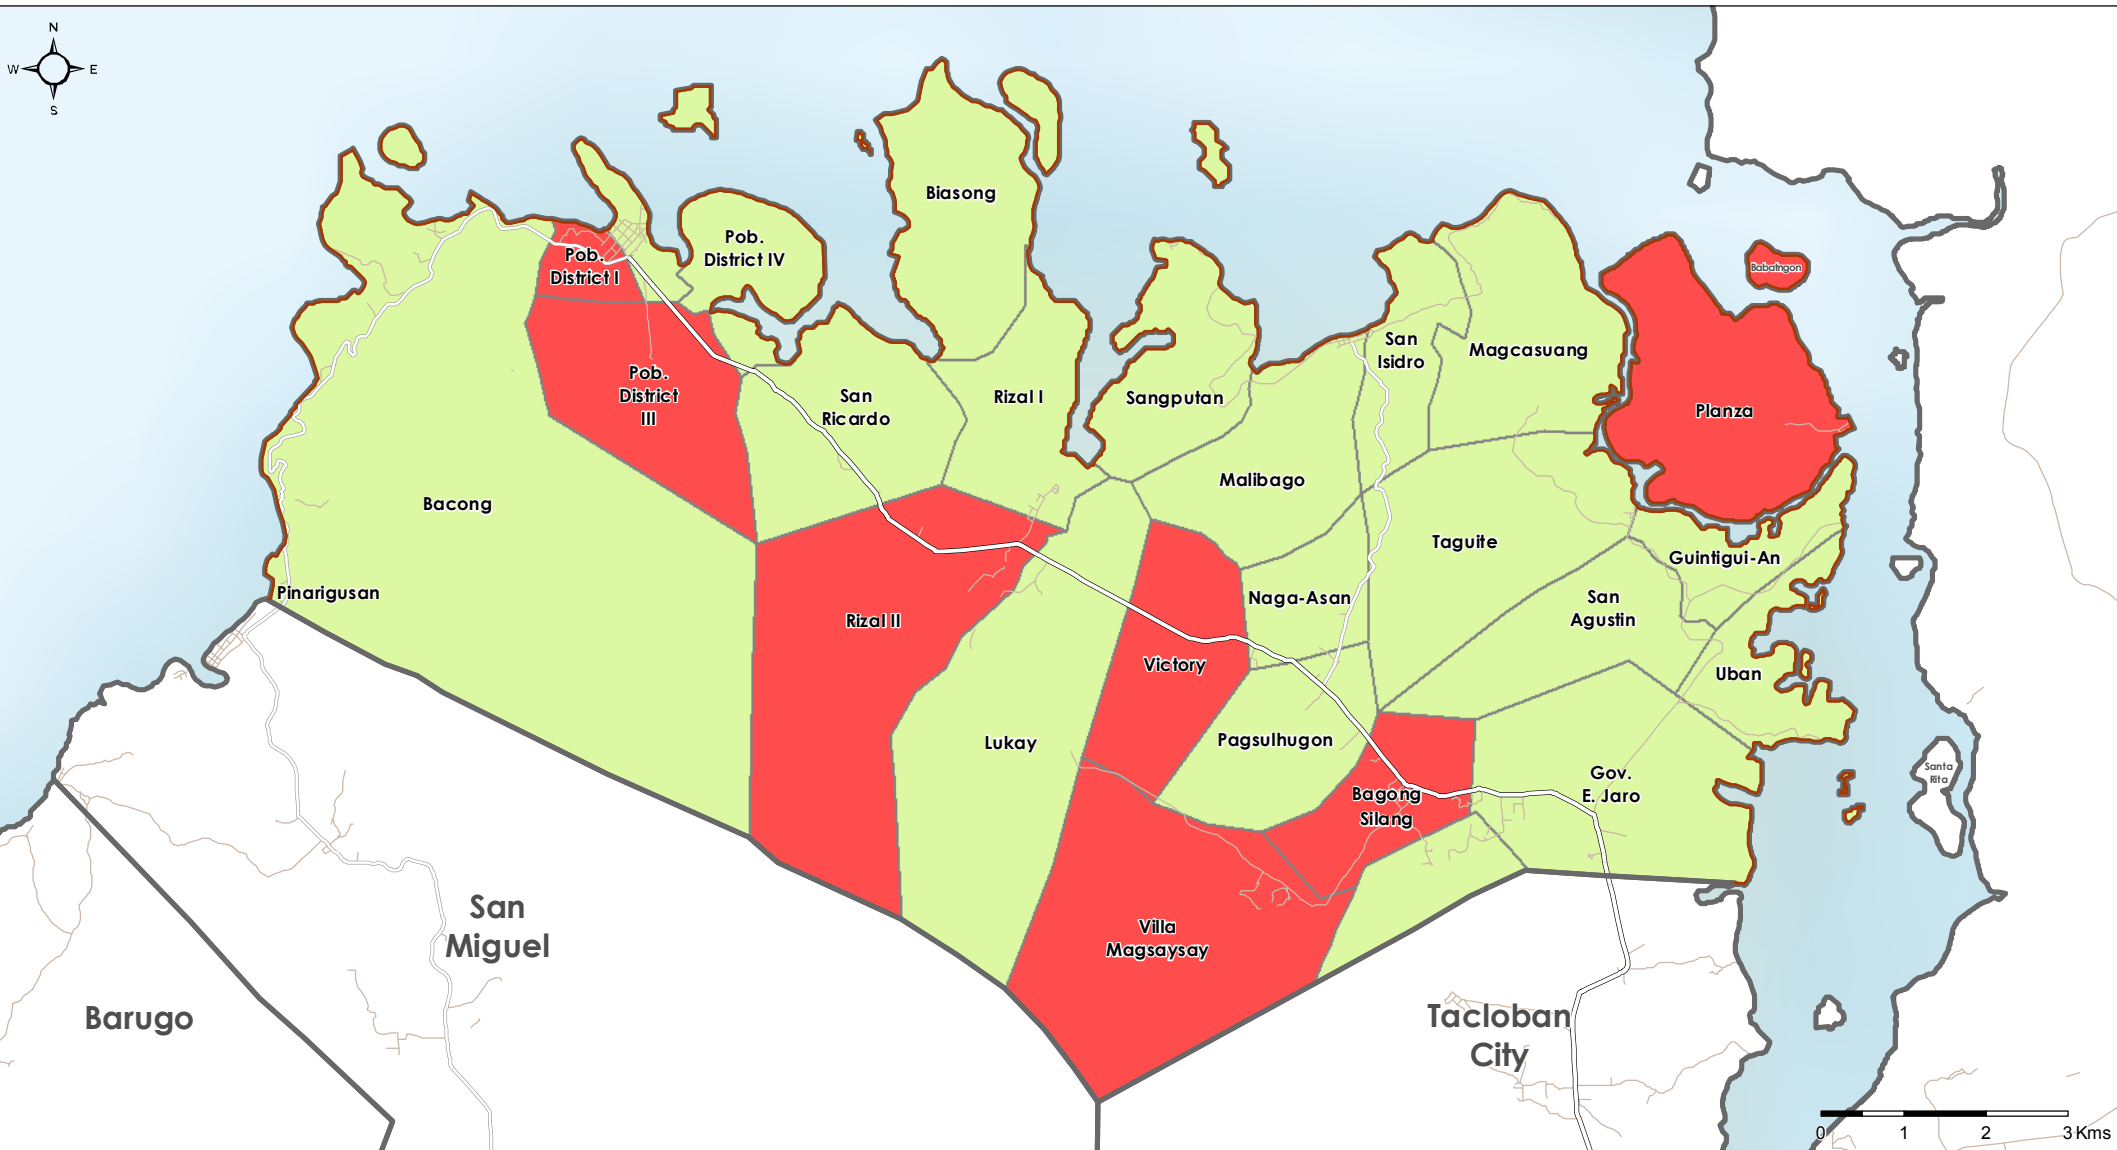 N
W
E
S
Biasong
Pob.
District IV
Pob.
District I
Babatngon
San
Isidro
Magcasuang
Pob.
District
III
San
Ricardo
Rizal I
Sangputan
Planza
Bacong
Malibago
Taguite
Guintigui-An
Pinarigusan
Rizal II
Naga-Asan
San
Agustin
Victory
Uban
Lukay
Pagsulhugon
Gov.
E. Jaro
Bagong
Silang
Santa
Rita
San
Miguel
Villa
Magsaysay
Barugo
Tacloban
City
0 1 2 3 Kms